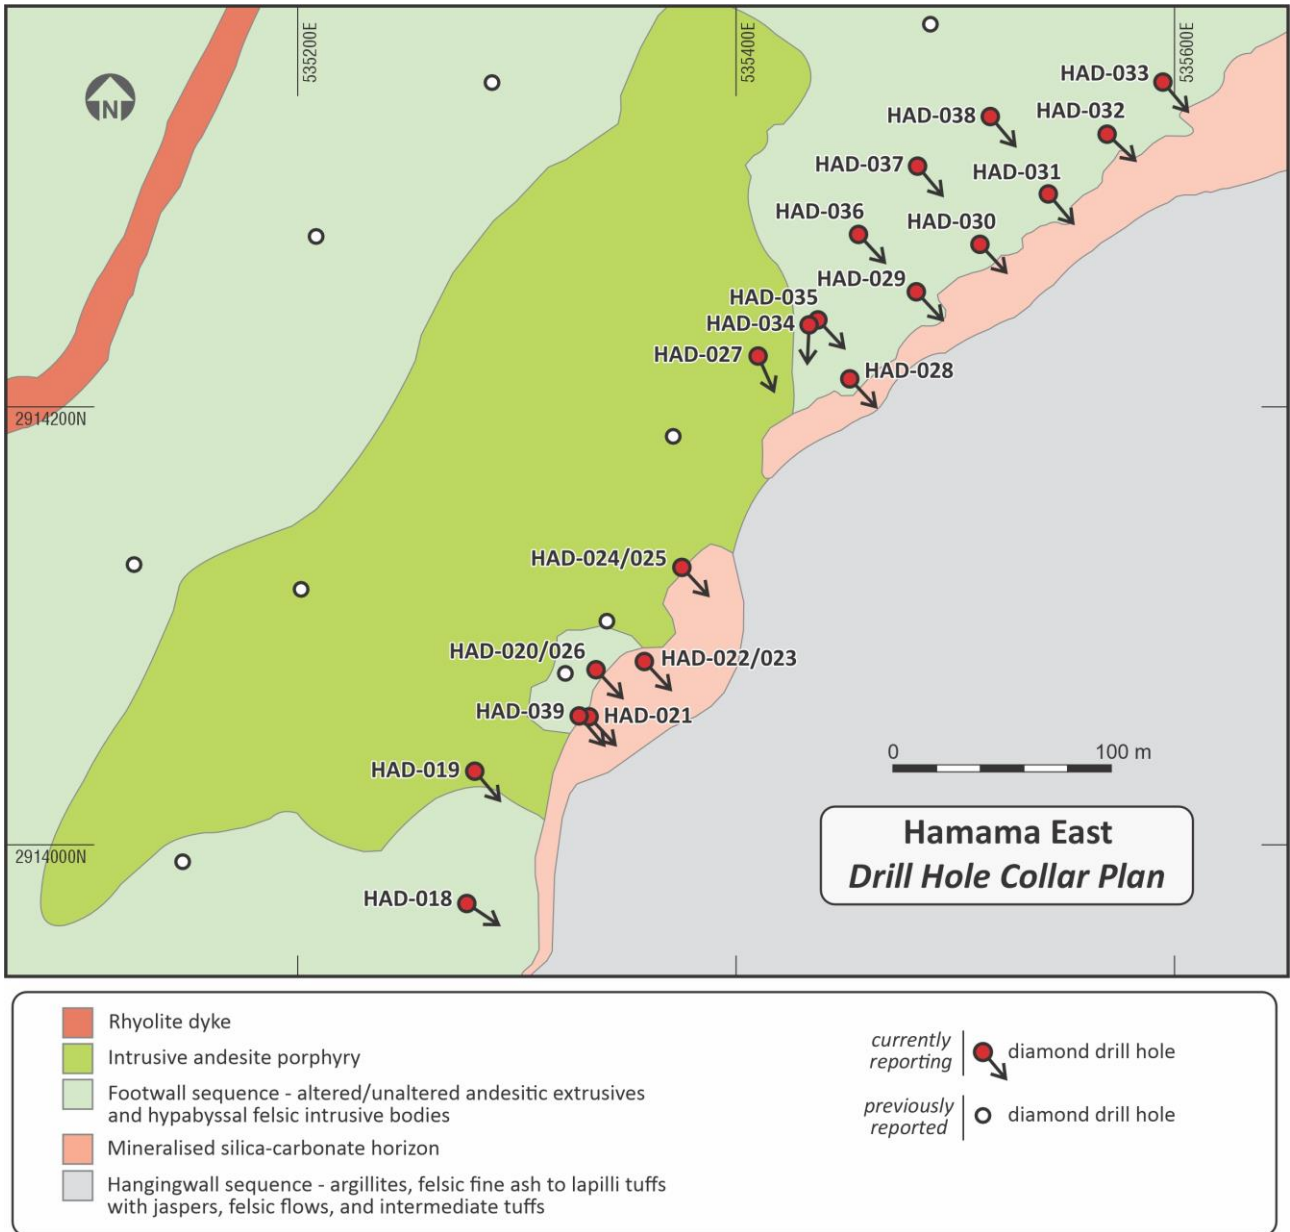 535200E
535400E
535600E
N
HAD-033
HAD-038
HAD-032
HAD-037
HAD-031
HAD-036
HAD-030
HAD-029
HAD-035
HAD-034
HAD-027
HAD-028
2914200N
HAD-024/025
HAD-020/026
HAD-022/023
HAD-039
HAD-021
HAD-019
0 100 m
Hamama East
Drill Hole Collar Plan
2914000N
HAD-018
Rhyolite dyke
Intrusive andesite porphyry
Footwall sequence - altered/unaltered andesitic extrusives
and hypabyssal felsic intrusive bodies
Mineralised silica-carbonate horizon
Hangingwall sequence - argillites, felsic fine ash to lapilli tuffs
with jaspers, felsic flows, and intermediate tuffs
currently
reporting
diamond drill hole
previously
reported
diamond drill hole